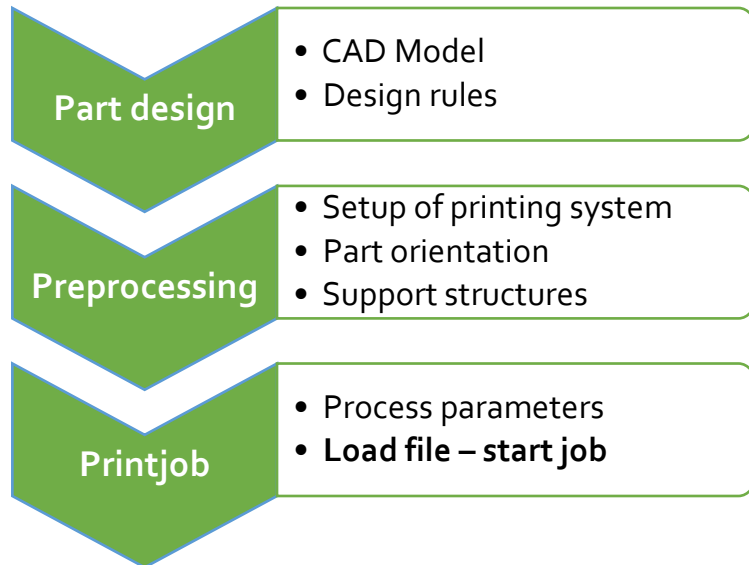 Part design
• CAD Model
• Design rules
Preprocessing
• Setup of printing system
• Part orientation
• Support structures
Printjob
• Process parameters
• Load file – start job